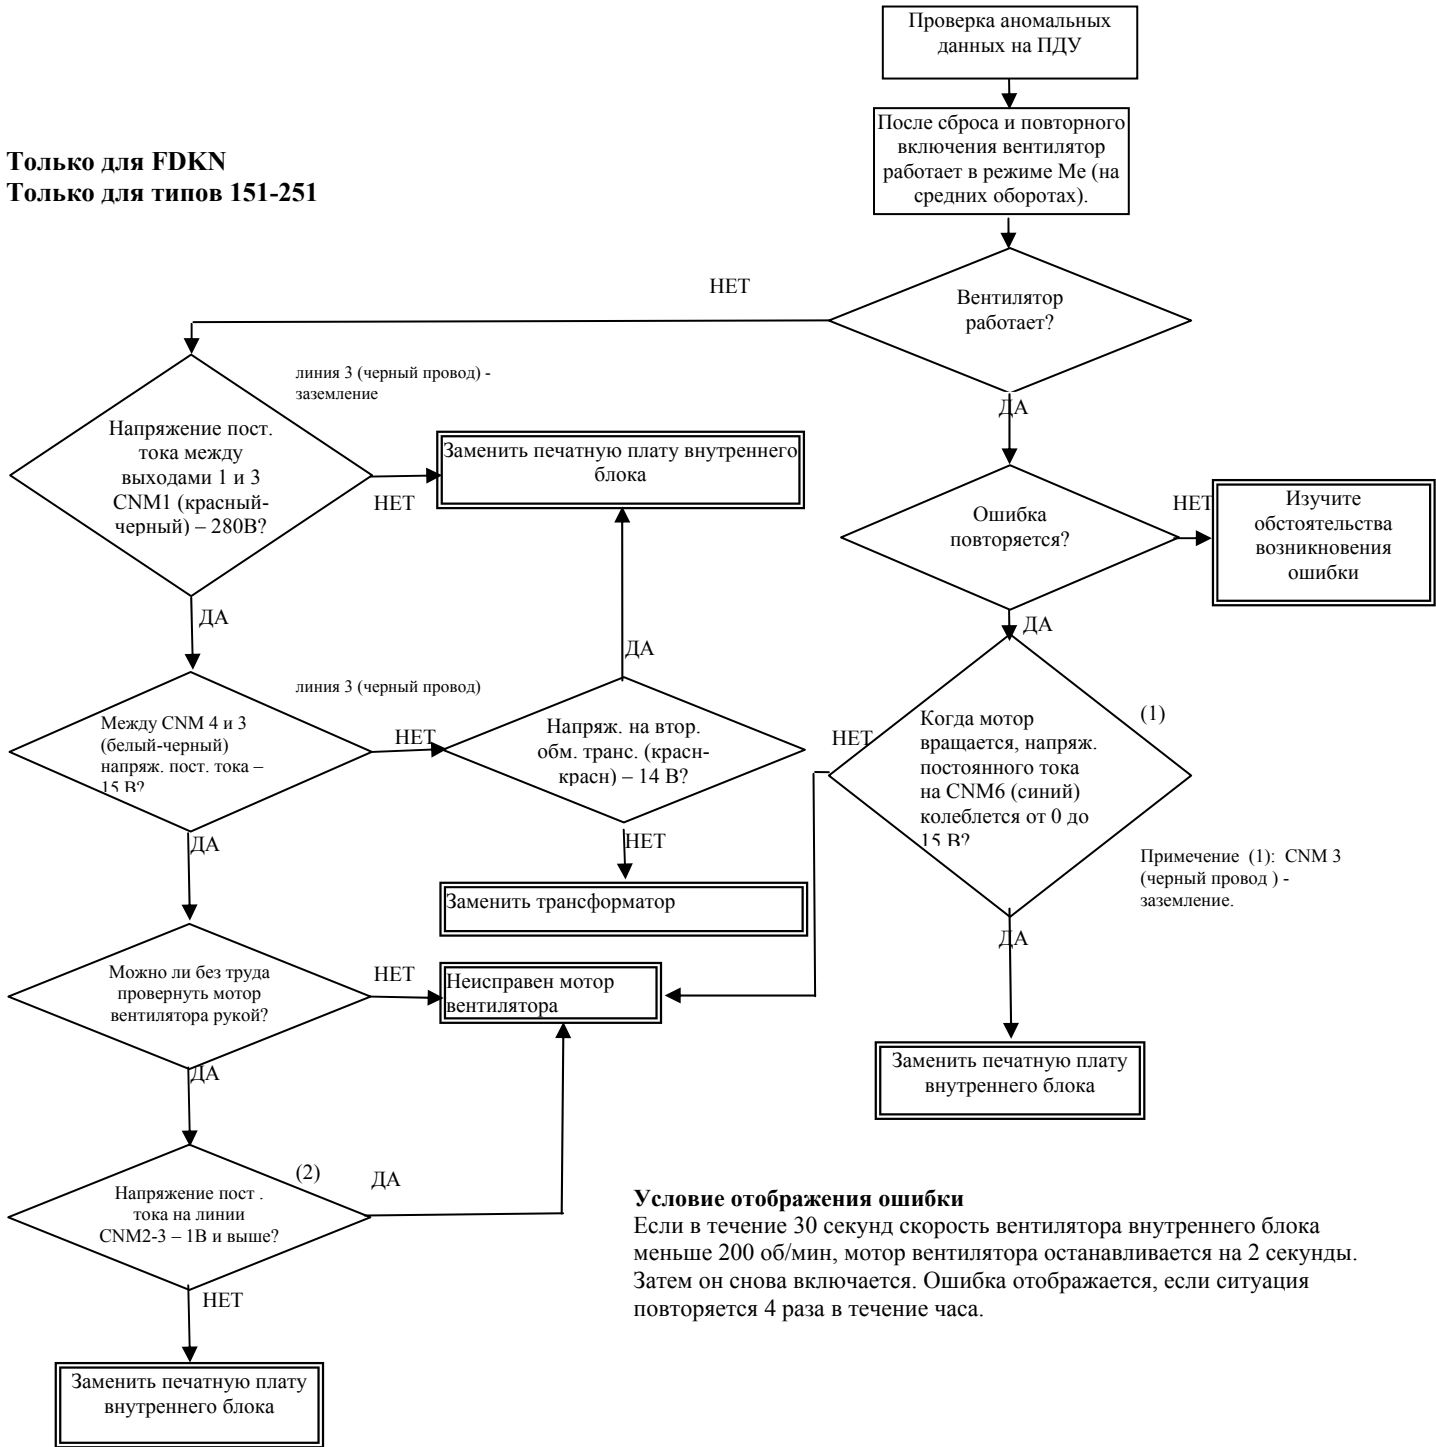 Проверка аномальных
данных на ПДУ
После сброса и повторного
включения вентилятор
работает в режиме Me (на
средних оборотах).
Только для FDKN
Только для типов 151-251
НЕТ
Вентилятор
работает?
ДА
линия 3 (черный провод) -
заземление
Напряжение пост.
тока между
выходами 1 и 3
CNM1 (красный-
черный) – 280В?
НЕТ
Заменить печатную плату внутреннего
блока
Ошибка
повторяется?
НЕТ
Изучите
обстоятельства
возникновения
ошибки
ДА
ДА
ДА
линия 3 (черный провод)
Между CNM 4 и 3
(белый-черный)
напряж. пост. тока –
15 В?
НЕТ
Напряж. на втор.
обм. транс. (красн-
красн) – 14 В?
НЕТ
(1)
Когда мотор
вращается, напряж.
постоянного тока
на CNM6 (синий)
колеблется от 0 до
15 В?
ДА
НЕТ
Заменить трансформатор
Примечание (1): CNM 3
(черный провод ) -
заземление.
ДА
Можно ли без труда
провернуть мотор
вентилятора рукой?
НЕТ
Неисправен мотор
вентилятора
Заменить печатную плату
внутреннего блока
ДА
(2)
ДА
Напряжение пост .
тока на линии
CNM2-3 – 1В и выше?
НЕТ
Условие отображения ошибки
Если в течение 30 секунд скорость вентилятора внутреннего блока
меньше 200 об/мин, мотор вентилятора останавливается на 2 секунды.
Затем он снова включается. Ошибка отображается, если ситуация
повторяется 4 раза в течение часа.
Заменить печатную плату
внутреннего блока